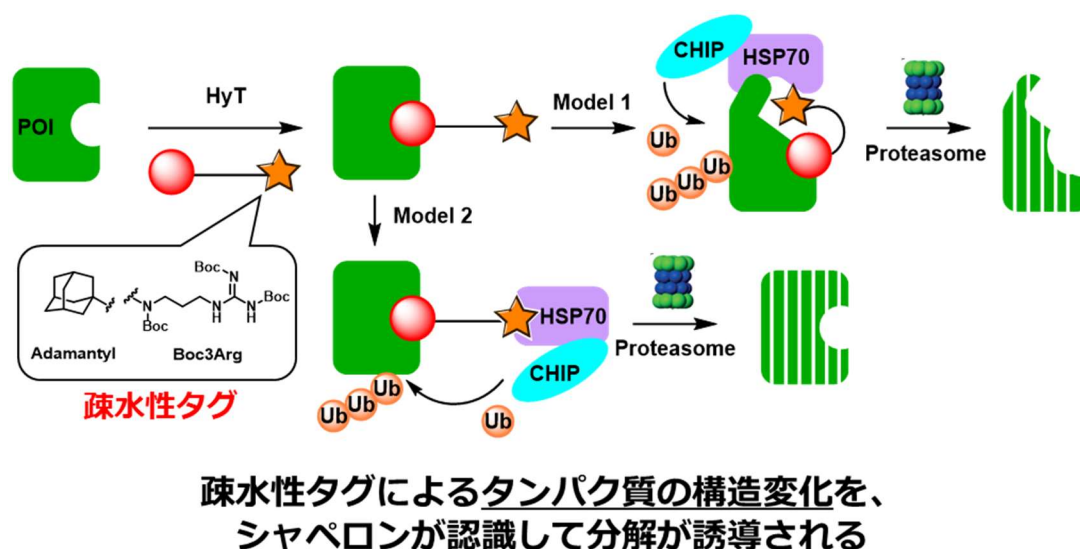 POI
HyT
Model 1
CHIP
HSP70
Ub
Ub
Ub
Ub
Proteasome
Model 2
Boc
N
N
Boc
N
H
N
H
Boc
Adamantyl
Boc3Arg
疎水性タグ
HSP70
CHIP
Ub
Ub
Ub
Ub
Proteasome
疎水性タグによるタンパク質の構造変化を、
シャペロンが認識して分解が誘導される